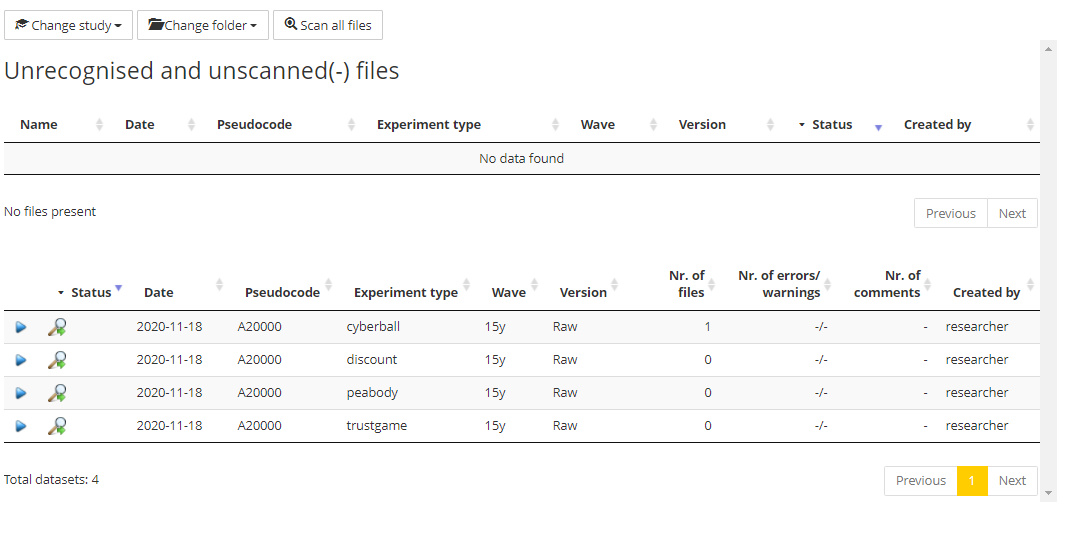 Change study Change folder Scan all files
Unrecognised and unscanned(-) files
Name Date Pseudocode Experiment type Wave Version Status Created by
No data found
No files present
Previous Next
Status Date Pseudocode Experiment type Wave Version Nr. of files Nr. of errors/ warnings Nr. of comments Created by
2020-11-18 A20000 cyberball 15y Raw 1 -/- - researcher
2020-11-18 A20000 discount 15y Raw 0 -/- - researcher
2020-11-18 A20000 peabody 15y Raw 0 -/- - researcher
2020-11-18 A20000 trustgame 15y Raw 0 -/- - researcher
Total datasets: 4
Previous 1 Next